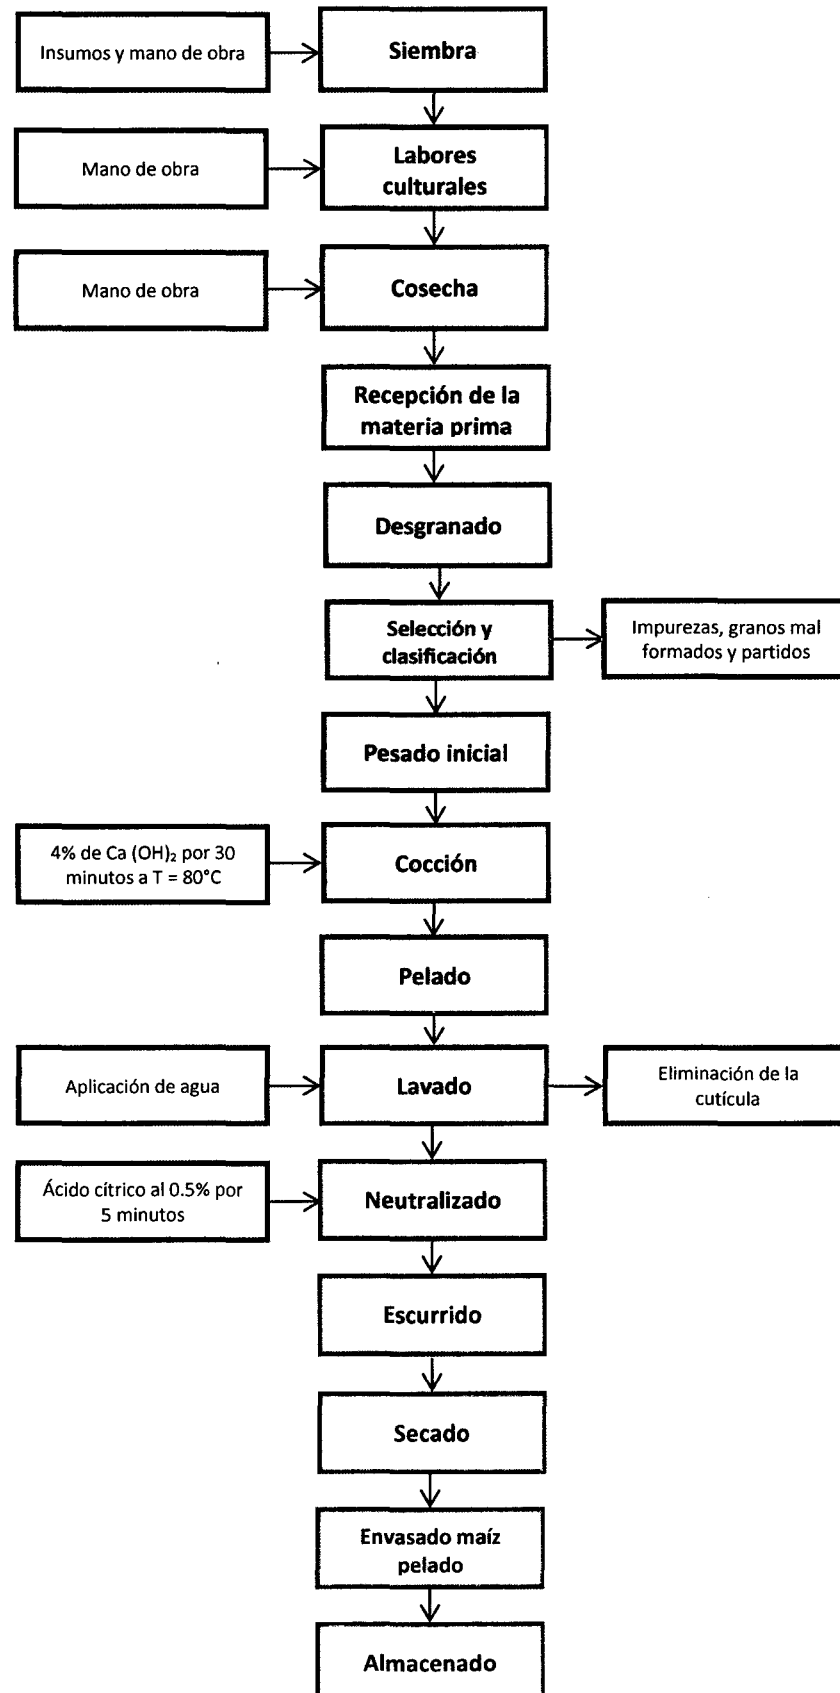 Insumos y mano de obra
Siembra
Mano de obra
Labores
culturales
Mano de obra
Cosecha
Recepción de la
materia prima
Desgranado
Selección y
clasificación
Impurezas, granos mal
formados y partidos
Pesado inicial
4% de Ca (OH)₂ por 30
minutos a T = 80°C
Cocción
Pelado
Aplicación de agua
Lavado
Eliminación de la
cutícula
Ácido cítrico al 0.5% por
5 minutos
Neutralizado
Escurrido
Secado
Envasado maíz
pelado
Almacenado